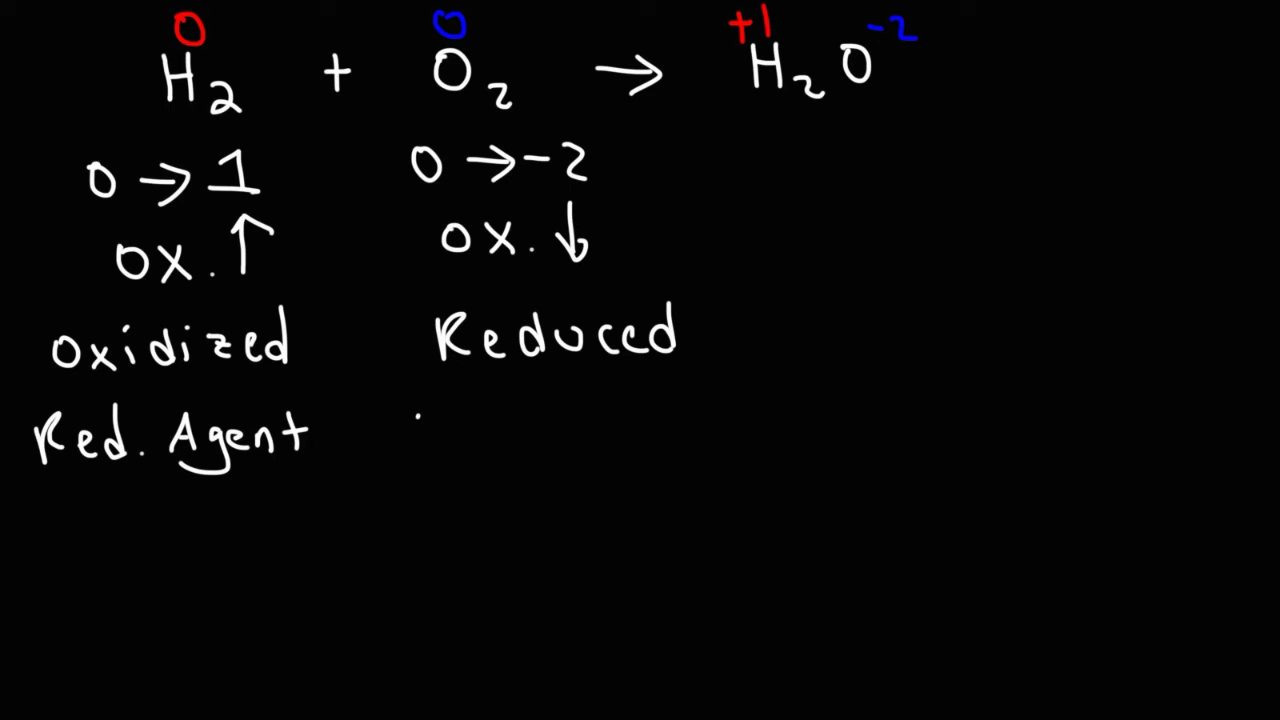 0 0 +1 -2
H2 + O2 → H2O
0 → 1 0 → -2
ox. ↑ ox. ↓
Oxidized Reduced
Red. Agent